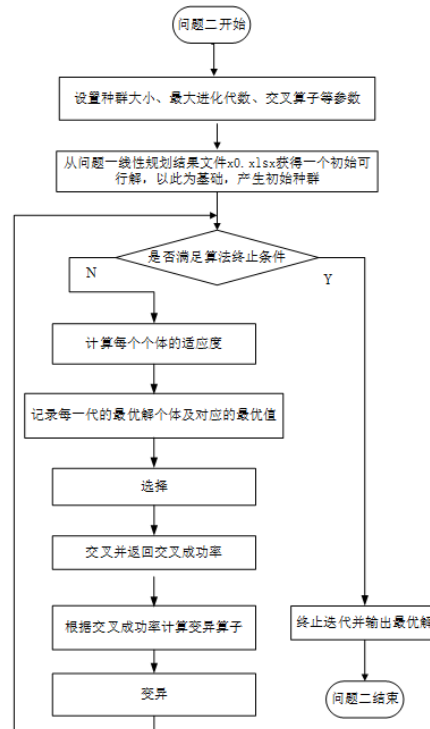 问题二开始
设置种群大小、最大进化代数、交叉算子等参数
从问题一线性规划结果文件x0.xlsx获得一个初始可
行解，以此为基础，产生初始种群
是否满足算法终止条件
N
Y
计算每个个体的适应度
记录每一代的最优解个体及对应的最优值
选择
交叉并返回交叉成功率
根据交叉成功率计算变异算子
变异
终止迭代并输出最优解
问题二结束